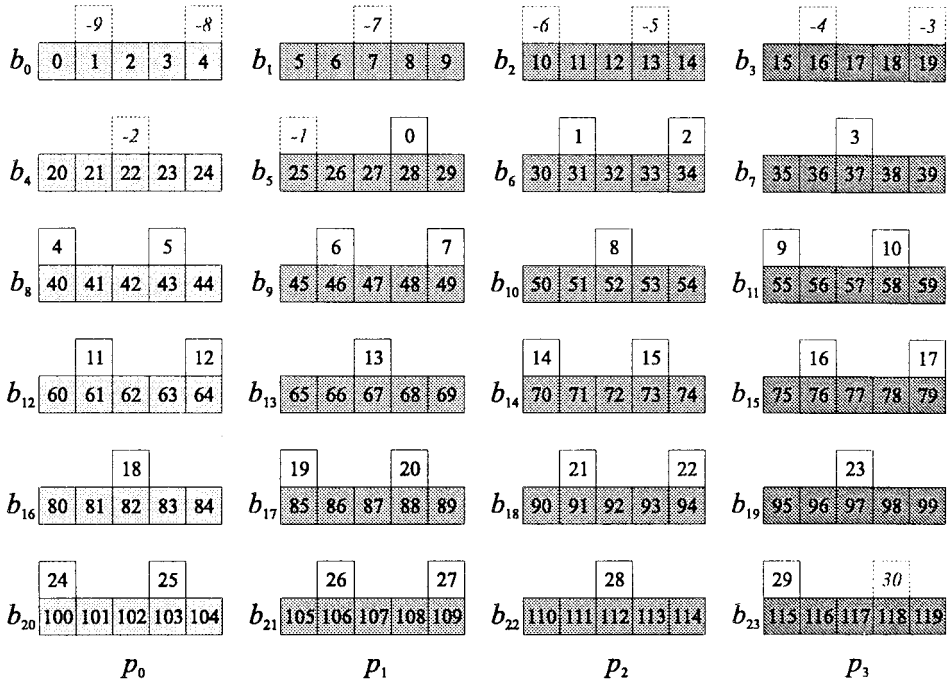 -9 -8 -7 -6 -5 -4 -3
b0 0 1 2 3 4 b1 5 6 7 8 9 b2 10 11 12 13 14 b3 15 16 17 18 19
-2 -1 0 1 2 3
b4 20 21 22 23 24 b5 25 26 27 28 29 b6 30 31 32 33 34 b7 35 36 37 38 39
4 5 6 7 8 9 10
b8 40 41 42 43 44 b9 45 46 47 48 49 b10 50 51 52 53 54 b11 55 56 57 58 59
11 12 13 14 15 16 17
b12 60 61 62 63 64 b13 65 66 67 68 69 b14 70 71 72 73 74 b15 75 76 77 78 79
18 19 20 21 22 23
b16 80 81 82 83 84 b17 85 86 87 88 89 b18 90 91 92 93 94 b19 95 96 97 98 99
24 25 26 27 28 29 30
b20 100 101 102 103 104 b21 105 106 107 108 109 b22 110 111 112 113 114 b23 115 116 117 118 119
p0 p1 p2 p3